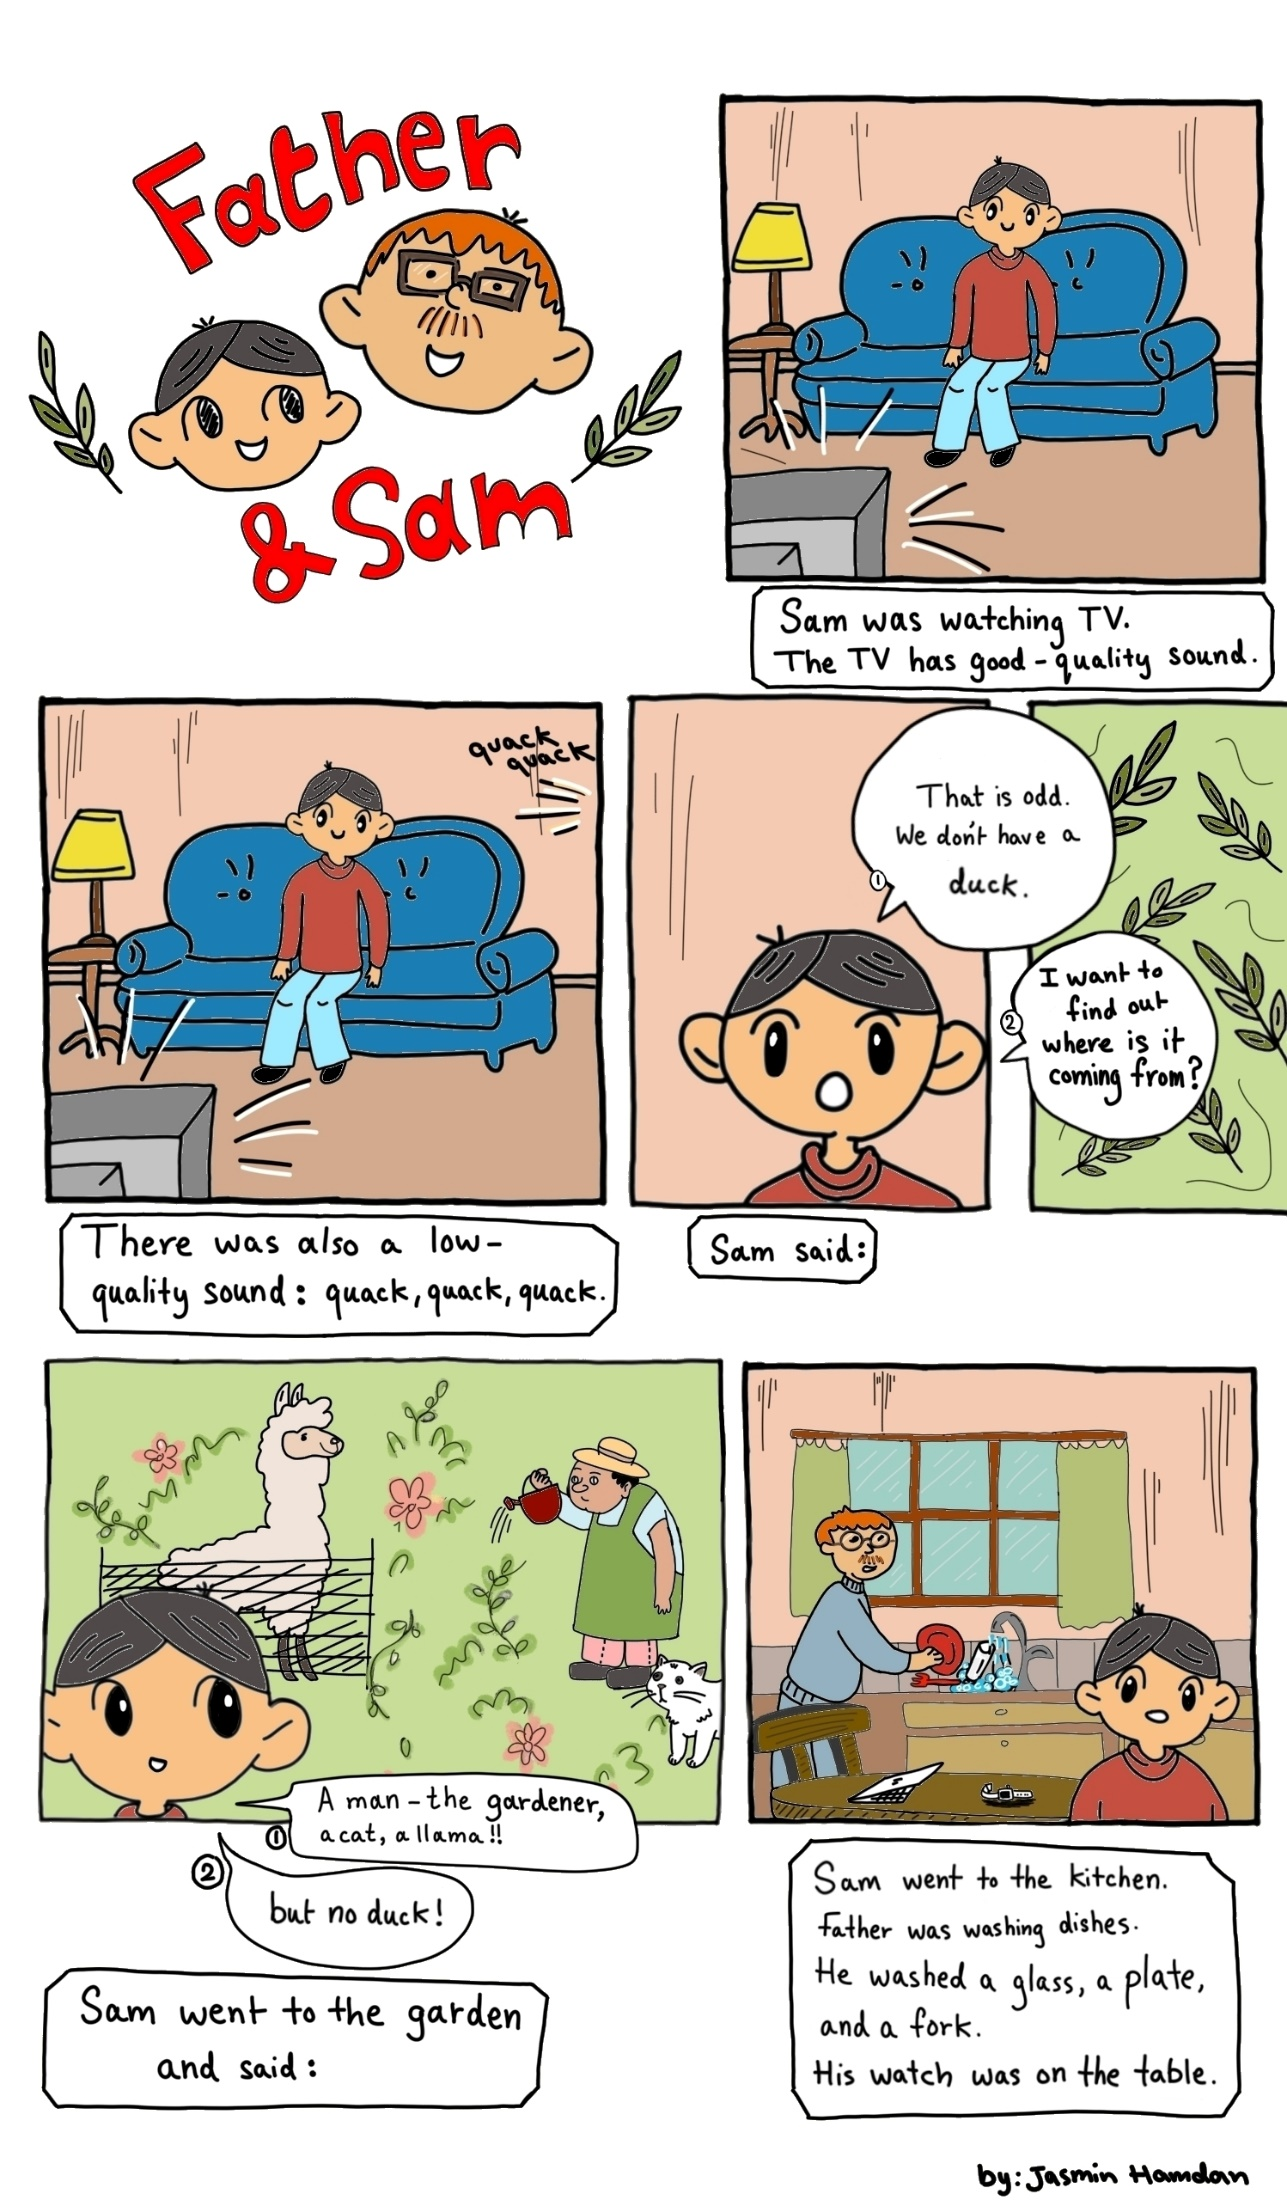 Father
& Sam
Sam was watching TV.
The TV has good-quality sound.
quack
quack
There was also a low-
quality sound: quack, quack, quack.
1
That is odd.
We don't have a
duck.
2
I want to
find out
where is it
coming from?
Sam said:
1
A man-the gardener,
a cat, a llama!!
2
but no duck!
Sam went to the garden
and said:
Sam went to the kitchen.
Father was washing dishes.
He washed a glass, a plate,
and a fork.
His watch was on the table.
by: Jasmin Hamdan